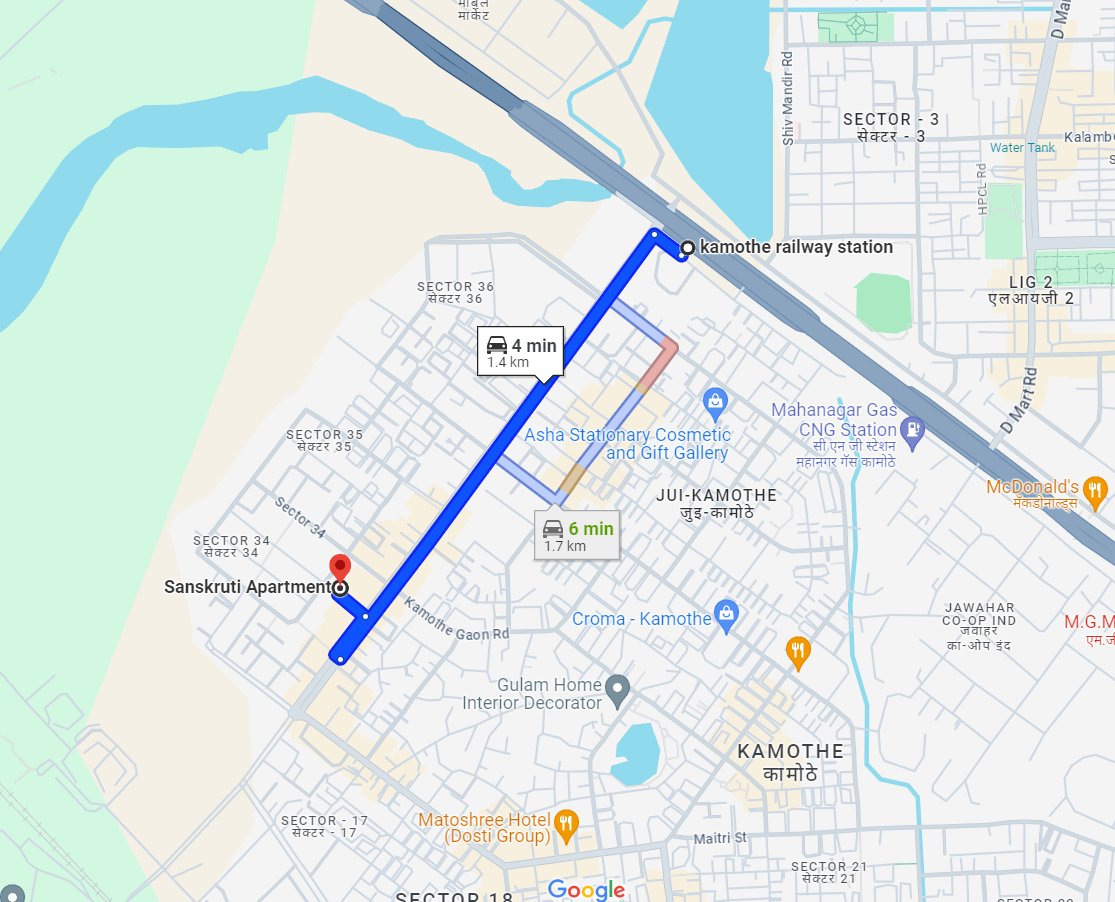 मार्केट
D Mar
Shiv Mandir Rd
SECTOR - 3
सेक्टर - 3
Water Tank
Kalamb
HPCL Rd
kamothe railway station
LIG 2
एलआयजी 2
SECTOR 36
सेक्टर 36
4 min
1.4 km
D Mart Rd
Mahanagar Gas
CNG Station
सी एन जी स्टेशन
महानगर गॅस कामोठे
Asha Stationary Cosmetic
and Gift Gallery
SECTOR 35
सेक्टर 35
McDonald's
मॅकडोनाल्ड्स
JUI-KAMOTHE
जुइ-कामोठे
Sector 34
6 min
1.7 km
SECTOR 34
सेक्टर 34
Sanskruti Apartment
Kamothe Gaon Rd
Croma - Kamothe
JAWAHAR
CO-OP IND
जवाहर
का-ओप इंद
M.G.M
एम.जी
Gulam Home
Interior Decorator
KAMOTHE
कामोठे
SECTOR - 17
सेक्टर - 17
Matoshree Hotel
(Dosti Group)
Maitri St
SECTOR 21
सेक्टर 21
Google
SECTOR 18